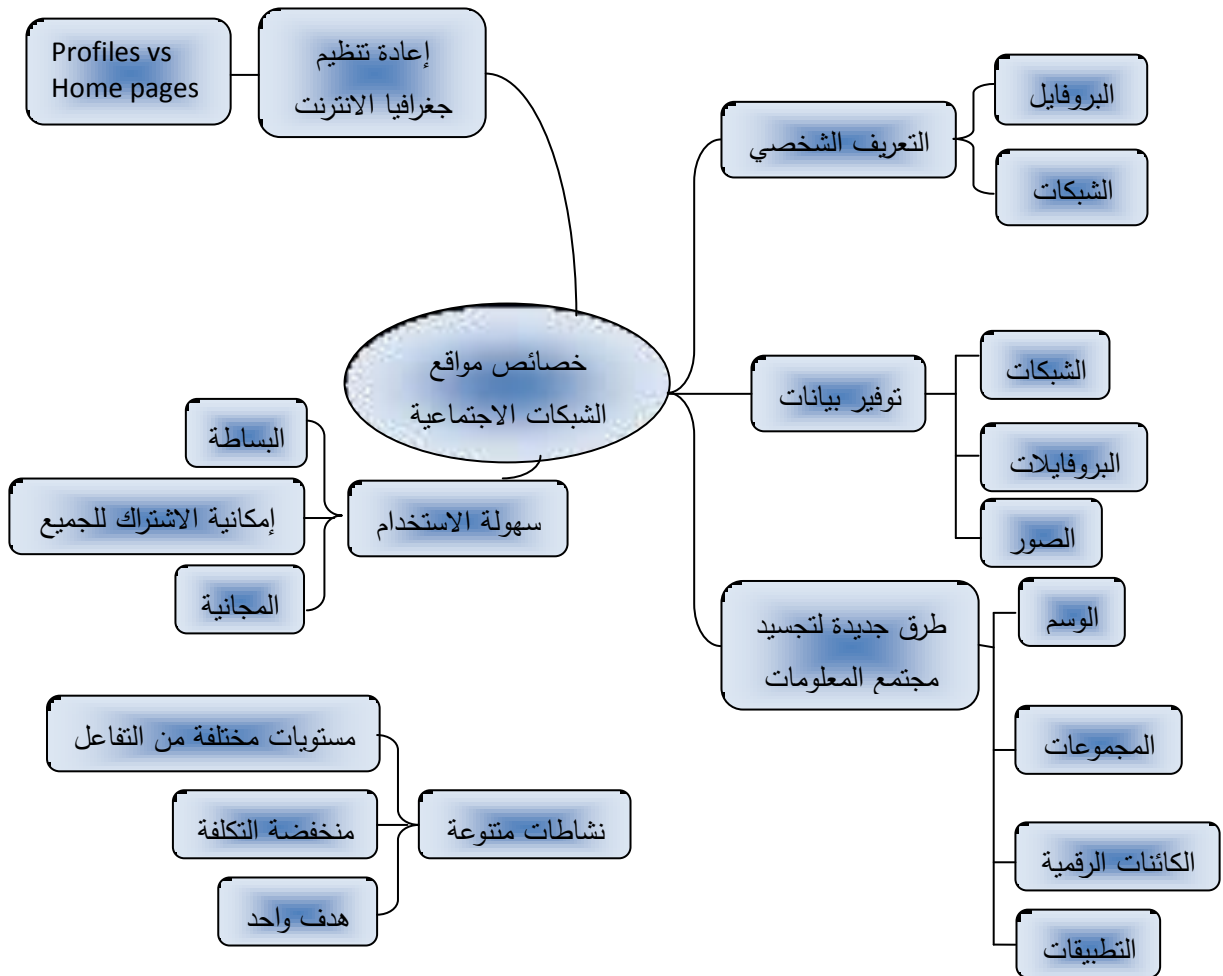 خصائص مواقع
الشبكات الاجتماعية
التعريف الشخصي
البروفايل
الشبكات
توفير بيانات
الشبكات
البروفايلات
الصور
طرق جديدة لتجسيد
مجتمع المعلومات
الوسم
المجموعات
الكائنات الرقمية
التطبيقات
إعادة تنظيم
جغرافيا الانترنت
Profiles vs
Home pages
سهولة الاستخدام
البساطة
إمكانية الاشتراك للجميع
المجانية
نشاطات متنوعة
مستويات مختلفة من التفاعل
منخفضة التكلفة
هدف واحد